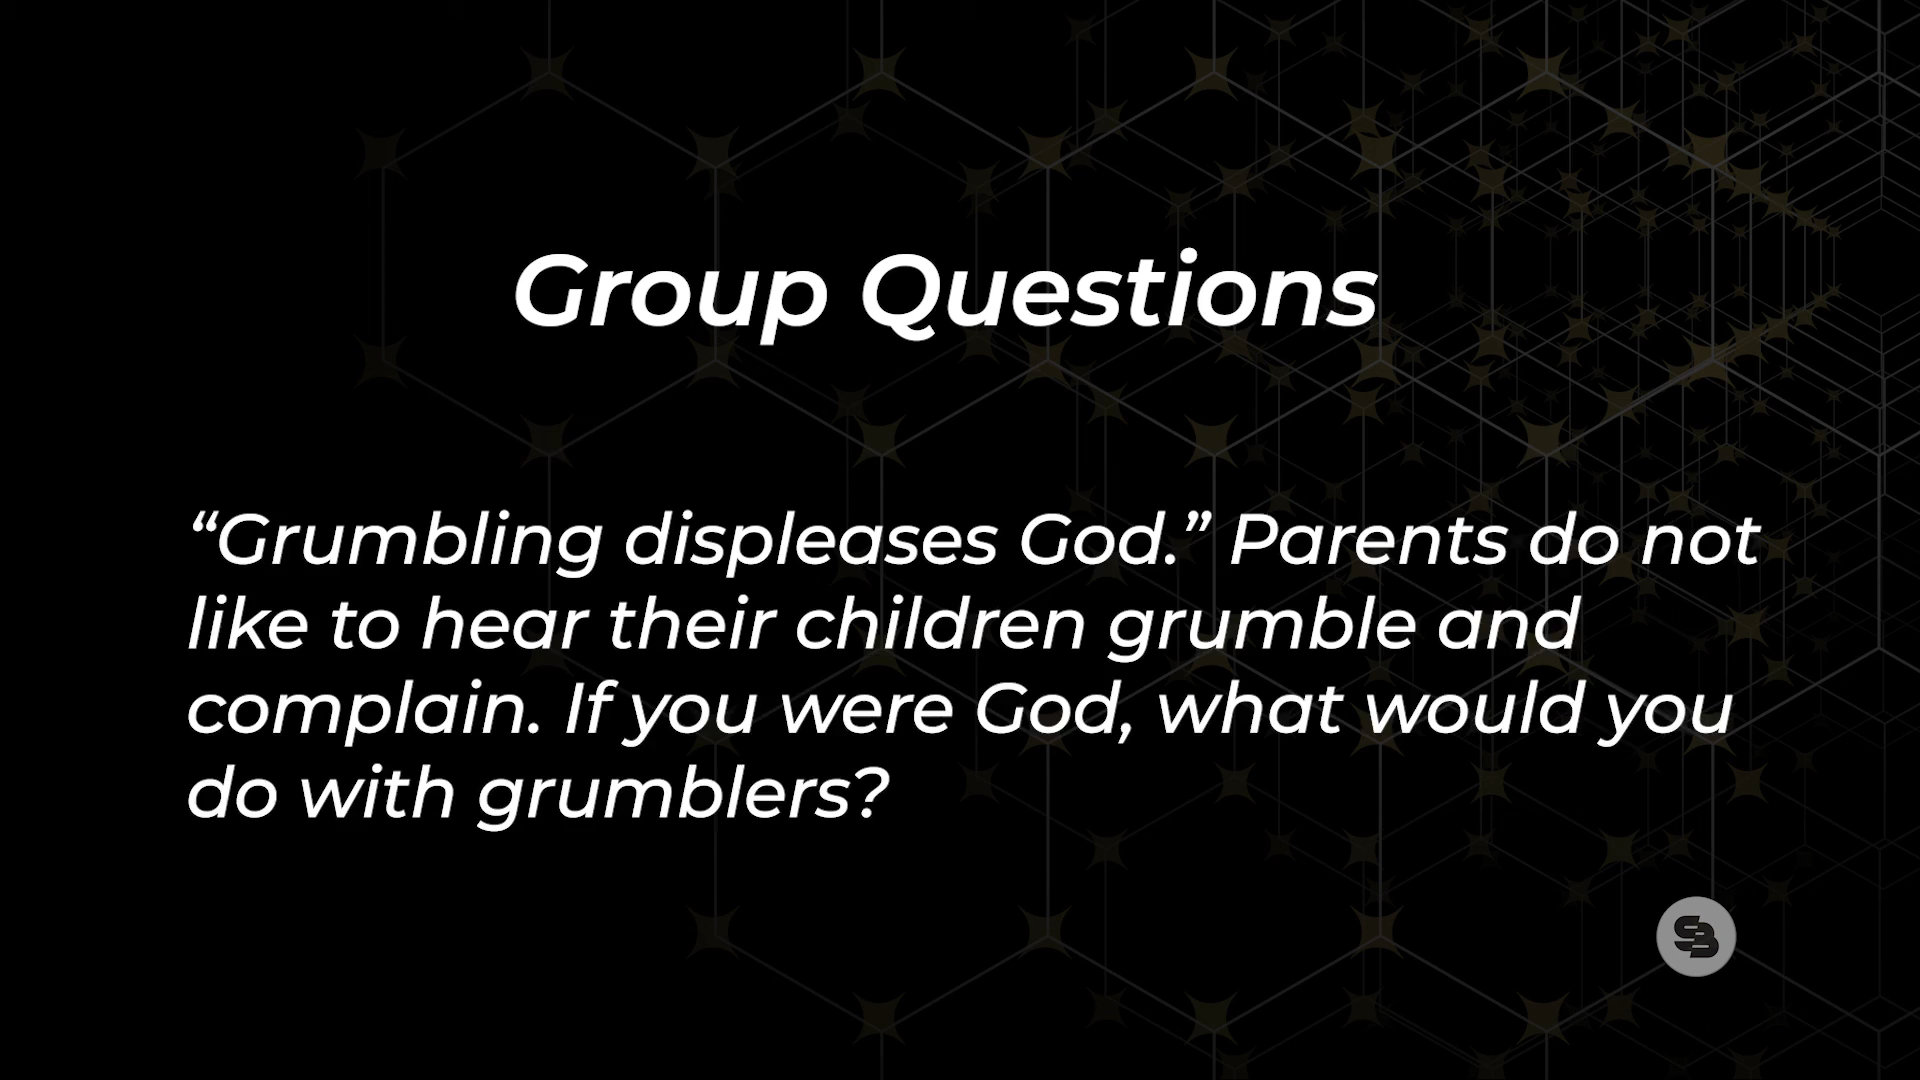 Group Questions
“Grumbling displeases God.” Parents do not
like to hear their children grumble and
complain. If you were God, what would you
do with grumblers?
SB